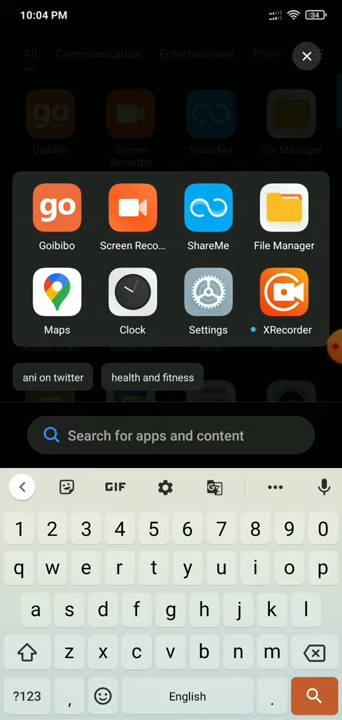 10:04 PM
34
All Communication Entertainment
Goibibo Screen Recorder ShareMe File Manager
go
Goibibo Screen Reco... ShareMe File Manager
Maps Clock Settings XRecorder
ani on twitter health and fitness
Search for apps and content
GIF
1 2 3 4 5 6 7 8 9 0
q w e r t y u i o p
a s d f g h j k l
z x c v b n m
?123 , English .